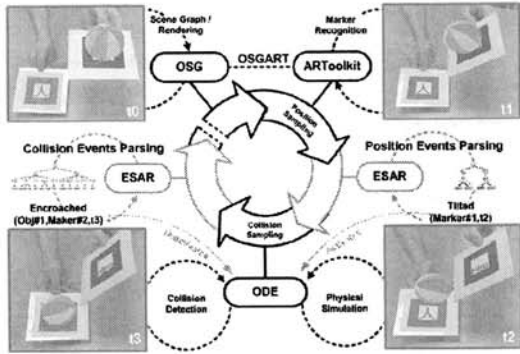 Scene Graph /
Rendering
Marker
Recognition
OSG
OSGART
ARToolkit
t0
t1
Position
Sampling
Collision Events Parsing
Position Events Parsing
ESAR
ESAR
Encroached
(Obj#1,Maker#2,t3)
Tilted
(Marker#1,t2)
Collision
Sampling
Collision
Detection
ODE
Physical
Simulation
t3
t2